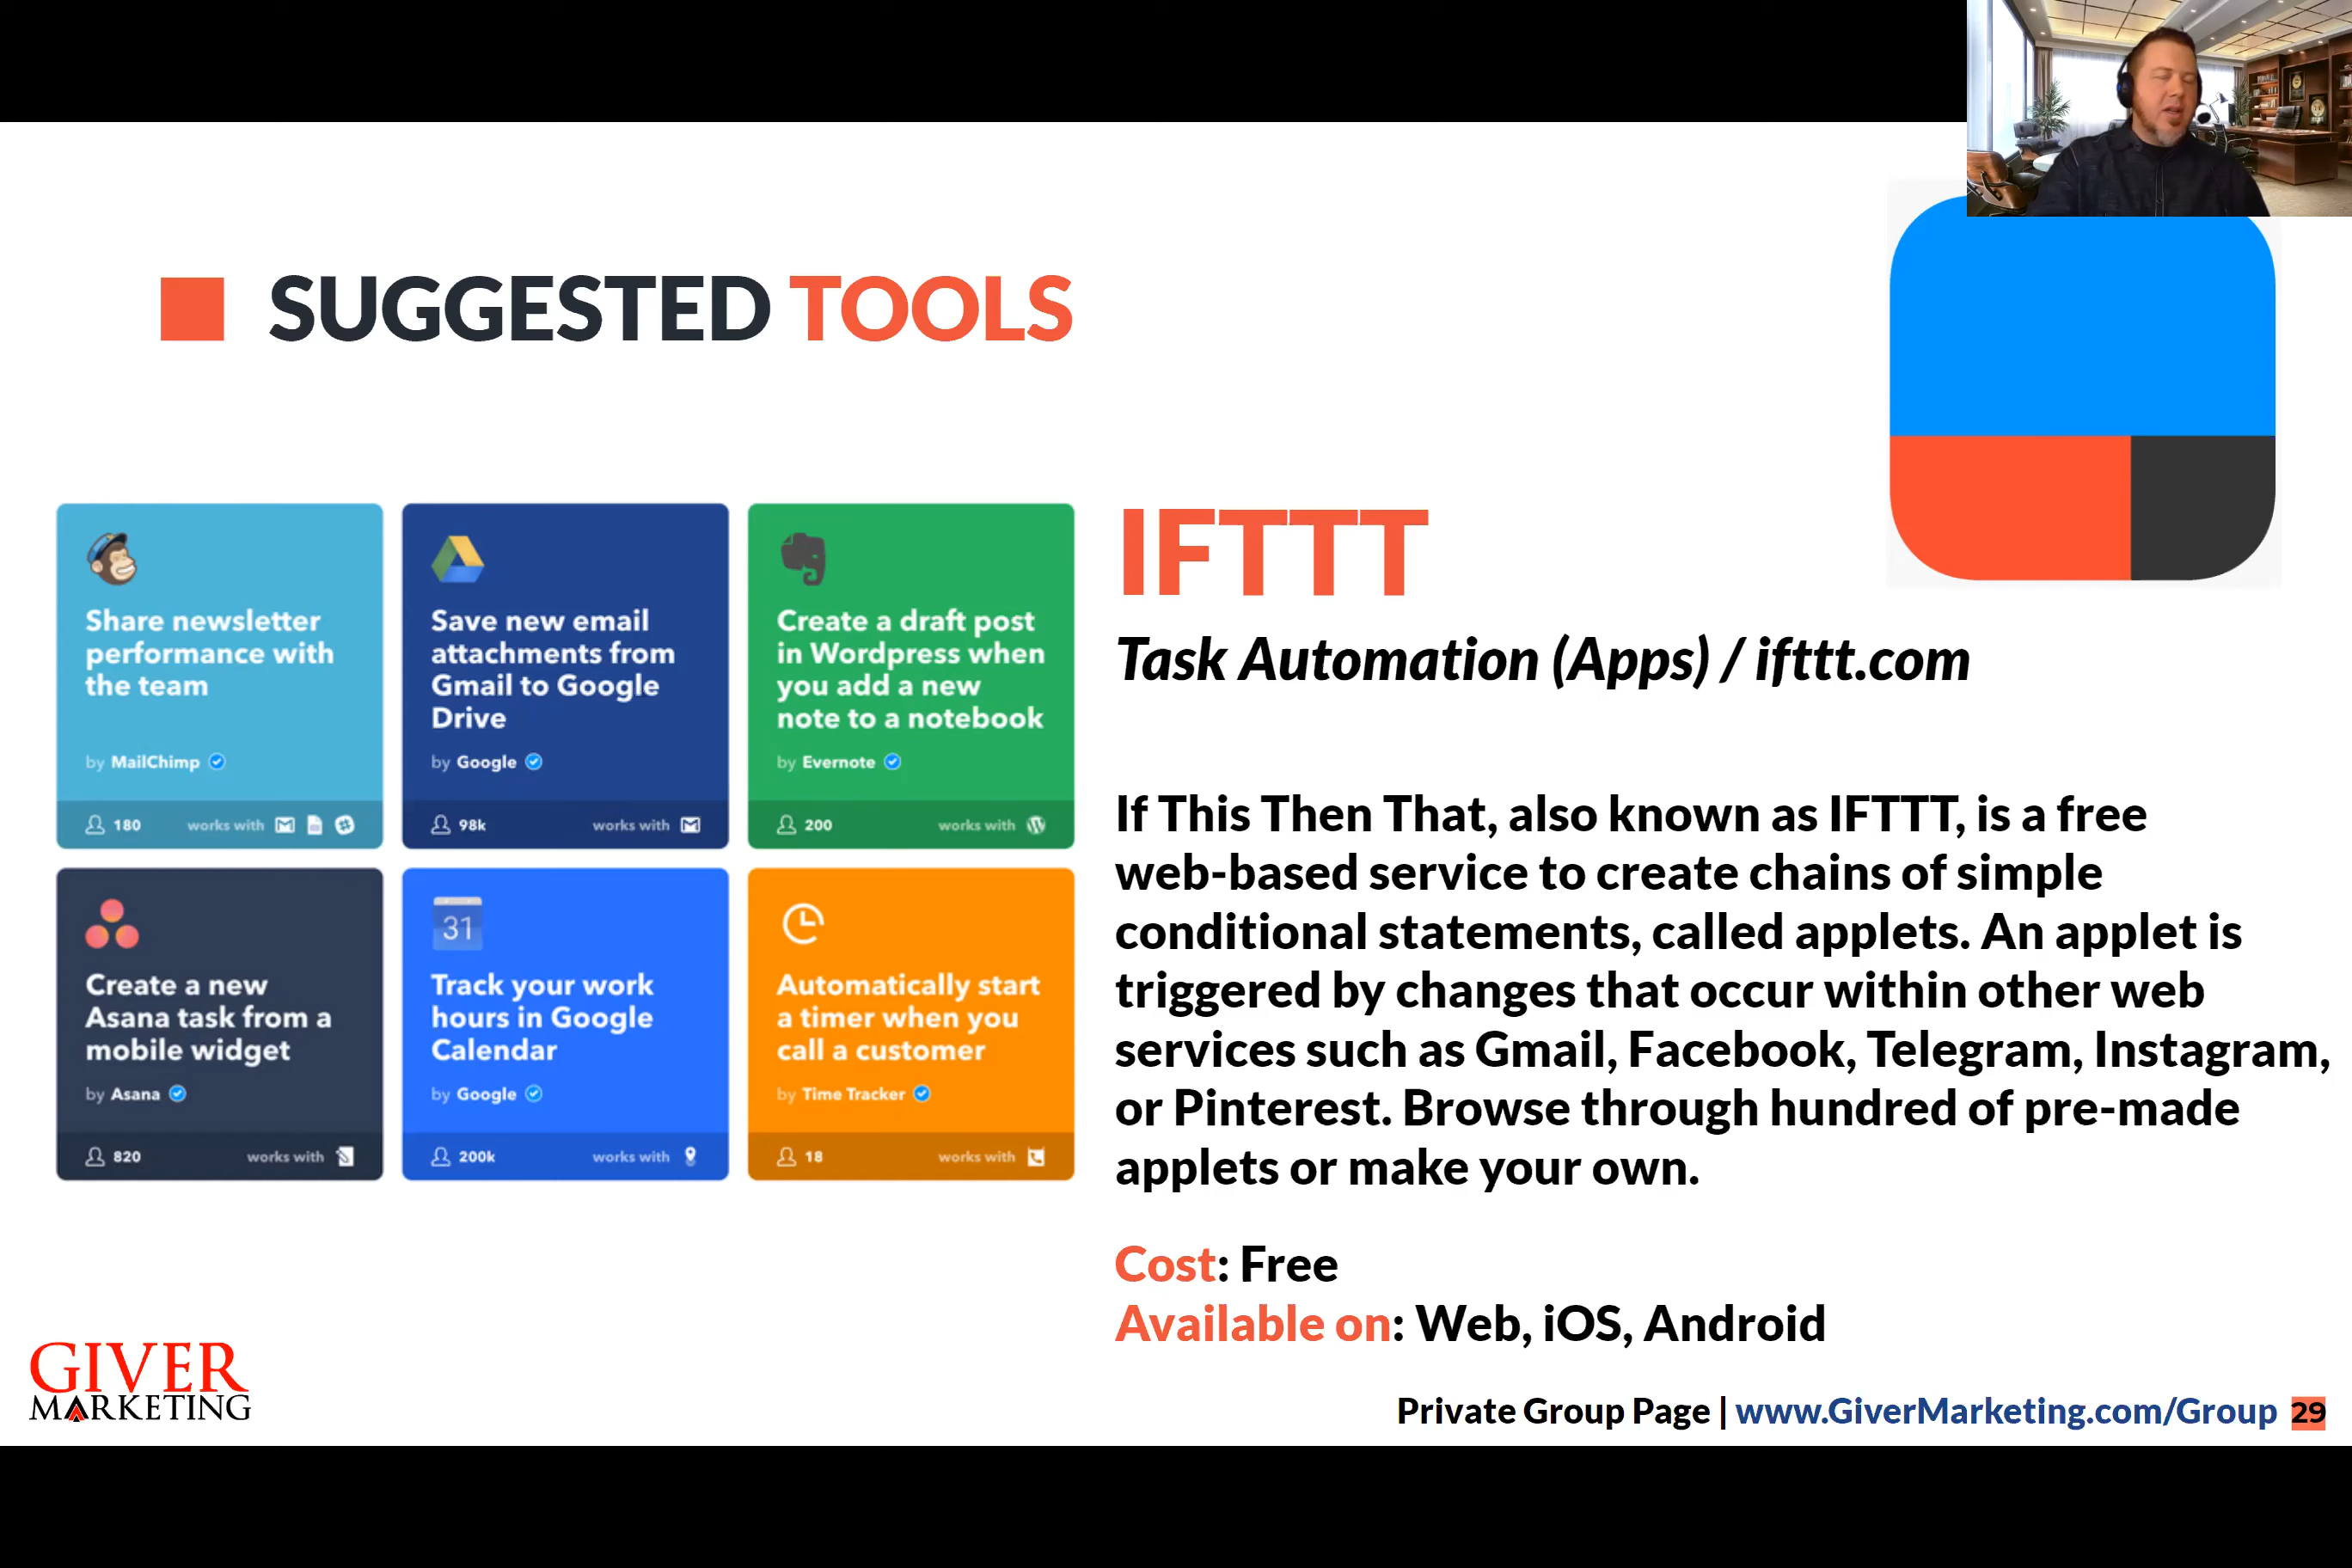 SUGGESTED TOOLS
Share newsletter
performance with
the team
by MailChimp
180 works with
Save new email
attachments from
Gmail to Google
Drive
by Google
98k works with
Create a draft post
in Wordpress when
you add a new
note to a notebook
by Evernote
200 works with
Create a new
Asana task from a
mobile widget
by Asana
820 works with
31
Track your work
hours in Google
Calendar
by Google
200k works with
Automatically start
a timer when you
call a customer
by Time Tracker
18 works with
IFTTT
Task Automation (Apps) / ifttt.com
If This Then That, also known as IFTTT, is a free
web-based service to create chains of simple
conditional statements, called applets. An applet is
triggered by changes that occur within other web
services such as Gmail, Facebook, Telegram, Instagram,
or Pinterest. Browse through hundred of pre-made
applets or make your own.
Cost: Free
Available on: Web, iOS, Android
GIVER
MARKETING
Private Group Page | www.GiverMarketing.com/Group 29